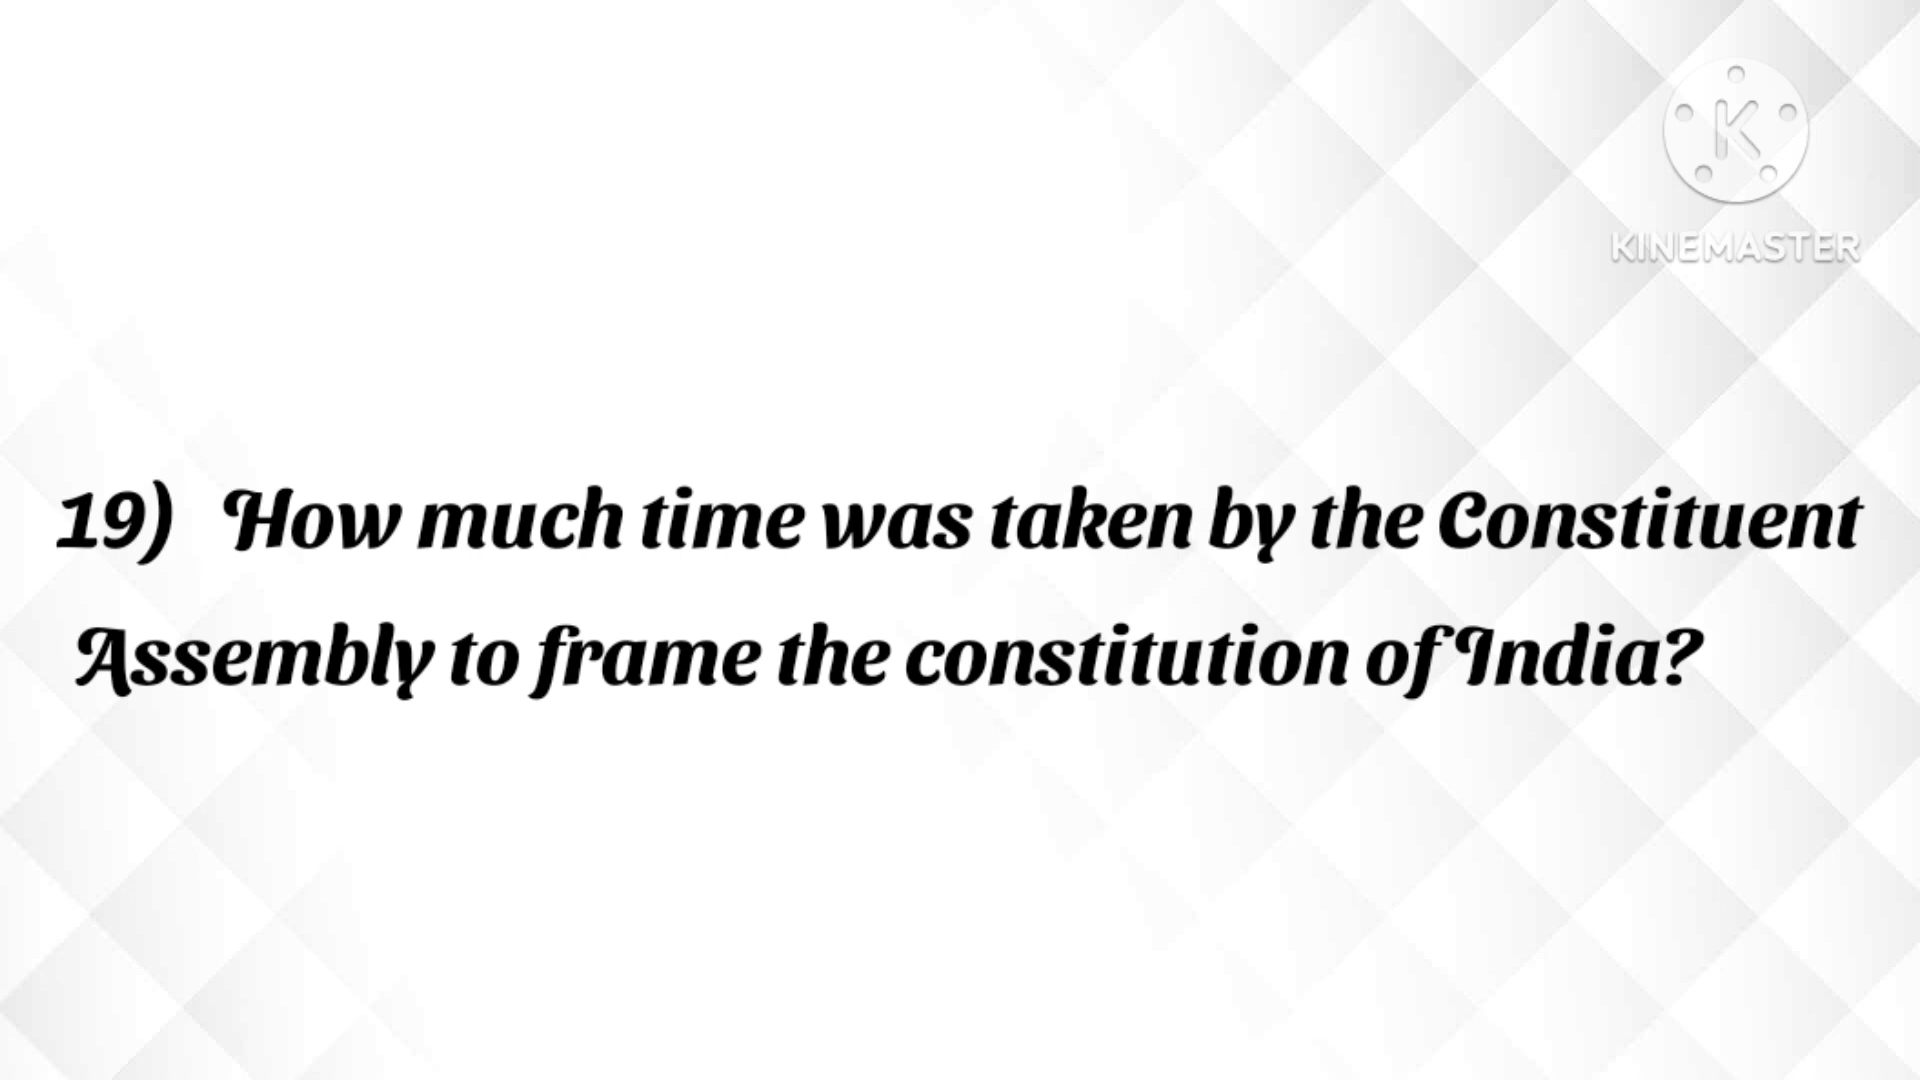 KINEMASTER
19) How much time was taken by the Constituent
Assembly to frame the constitution of India?